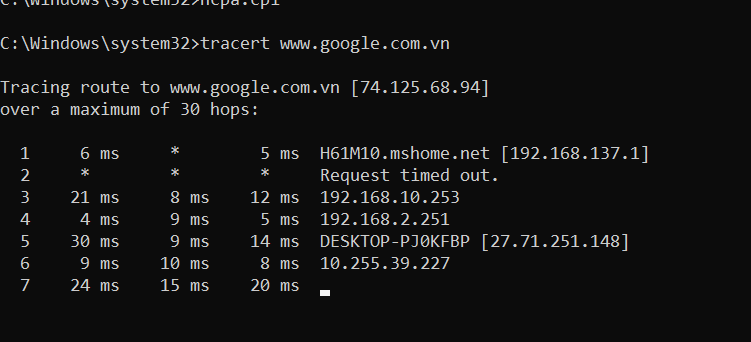 C:\Windows\system32>ncpa.cpl
C:\Windows\system32>tracert www.google.com.vn
Tracing route to www.google.com.vn [74.125.68.94]
over a maximum of 30 hops:
1 6 ms * 5 ms H61M10.mshome.net [192.168.137.1]
2 * * * Request timed out.
3 21 ms 8 ms 12 ms 192.168.10.253
4 4 ms 9 ms 5 ms 192.168.2.251
5 30 ms 9 ms 14 ms DESKTOP-PJ0KFBP [27.71.251.148]
6 9 ms 10 ms 8 ms 10.255.39.227
7 24 ms 15 ms 20 ms